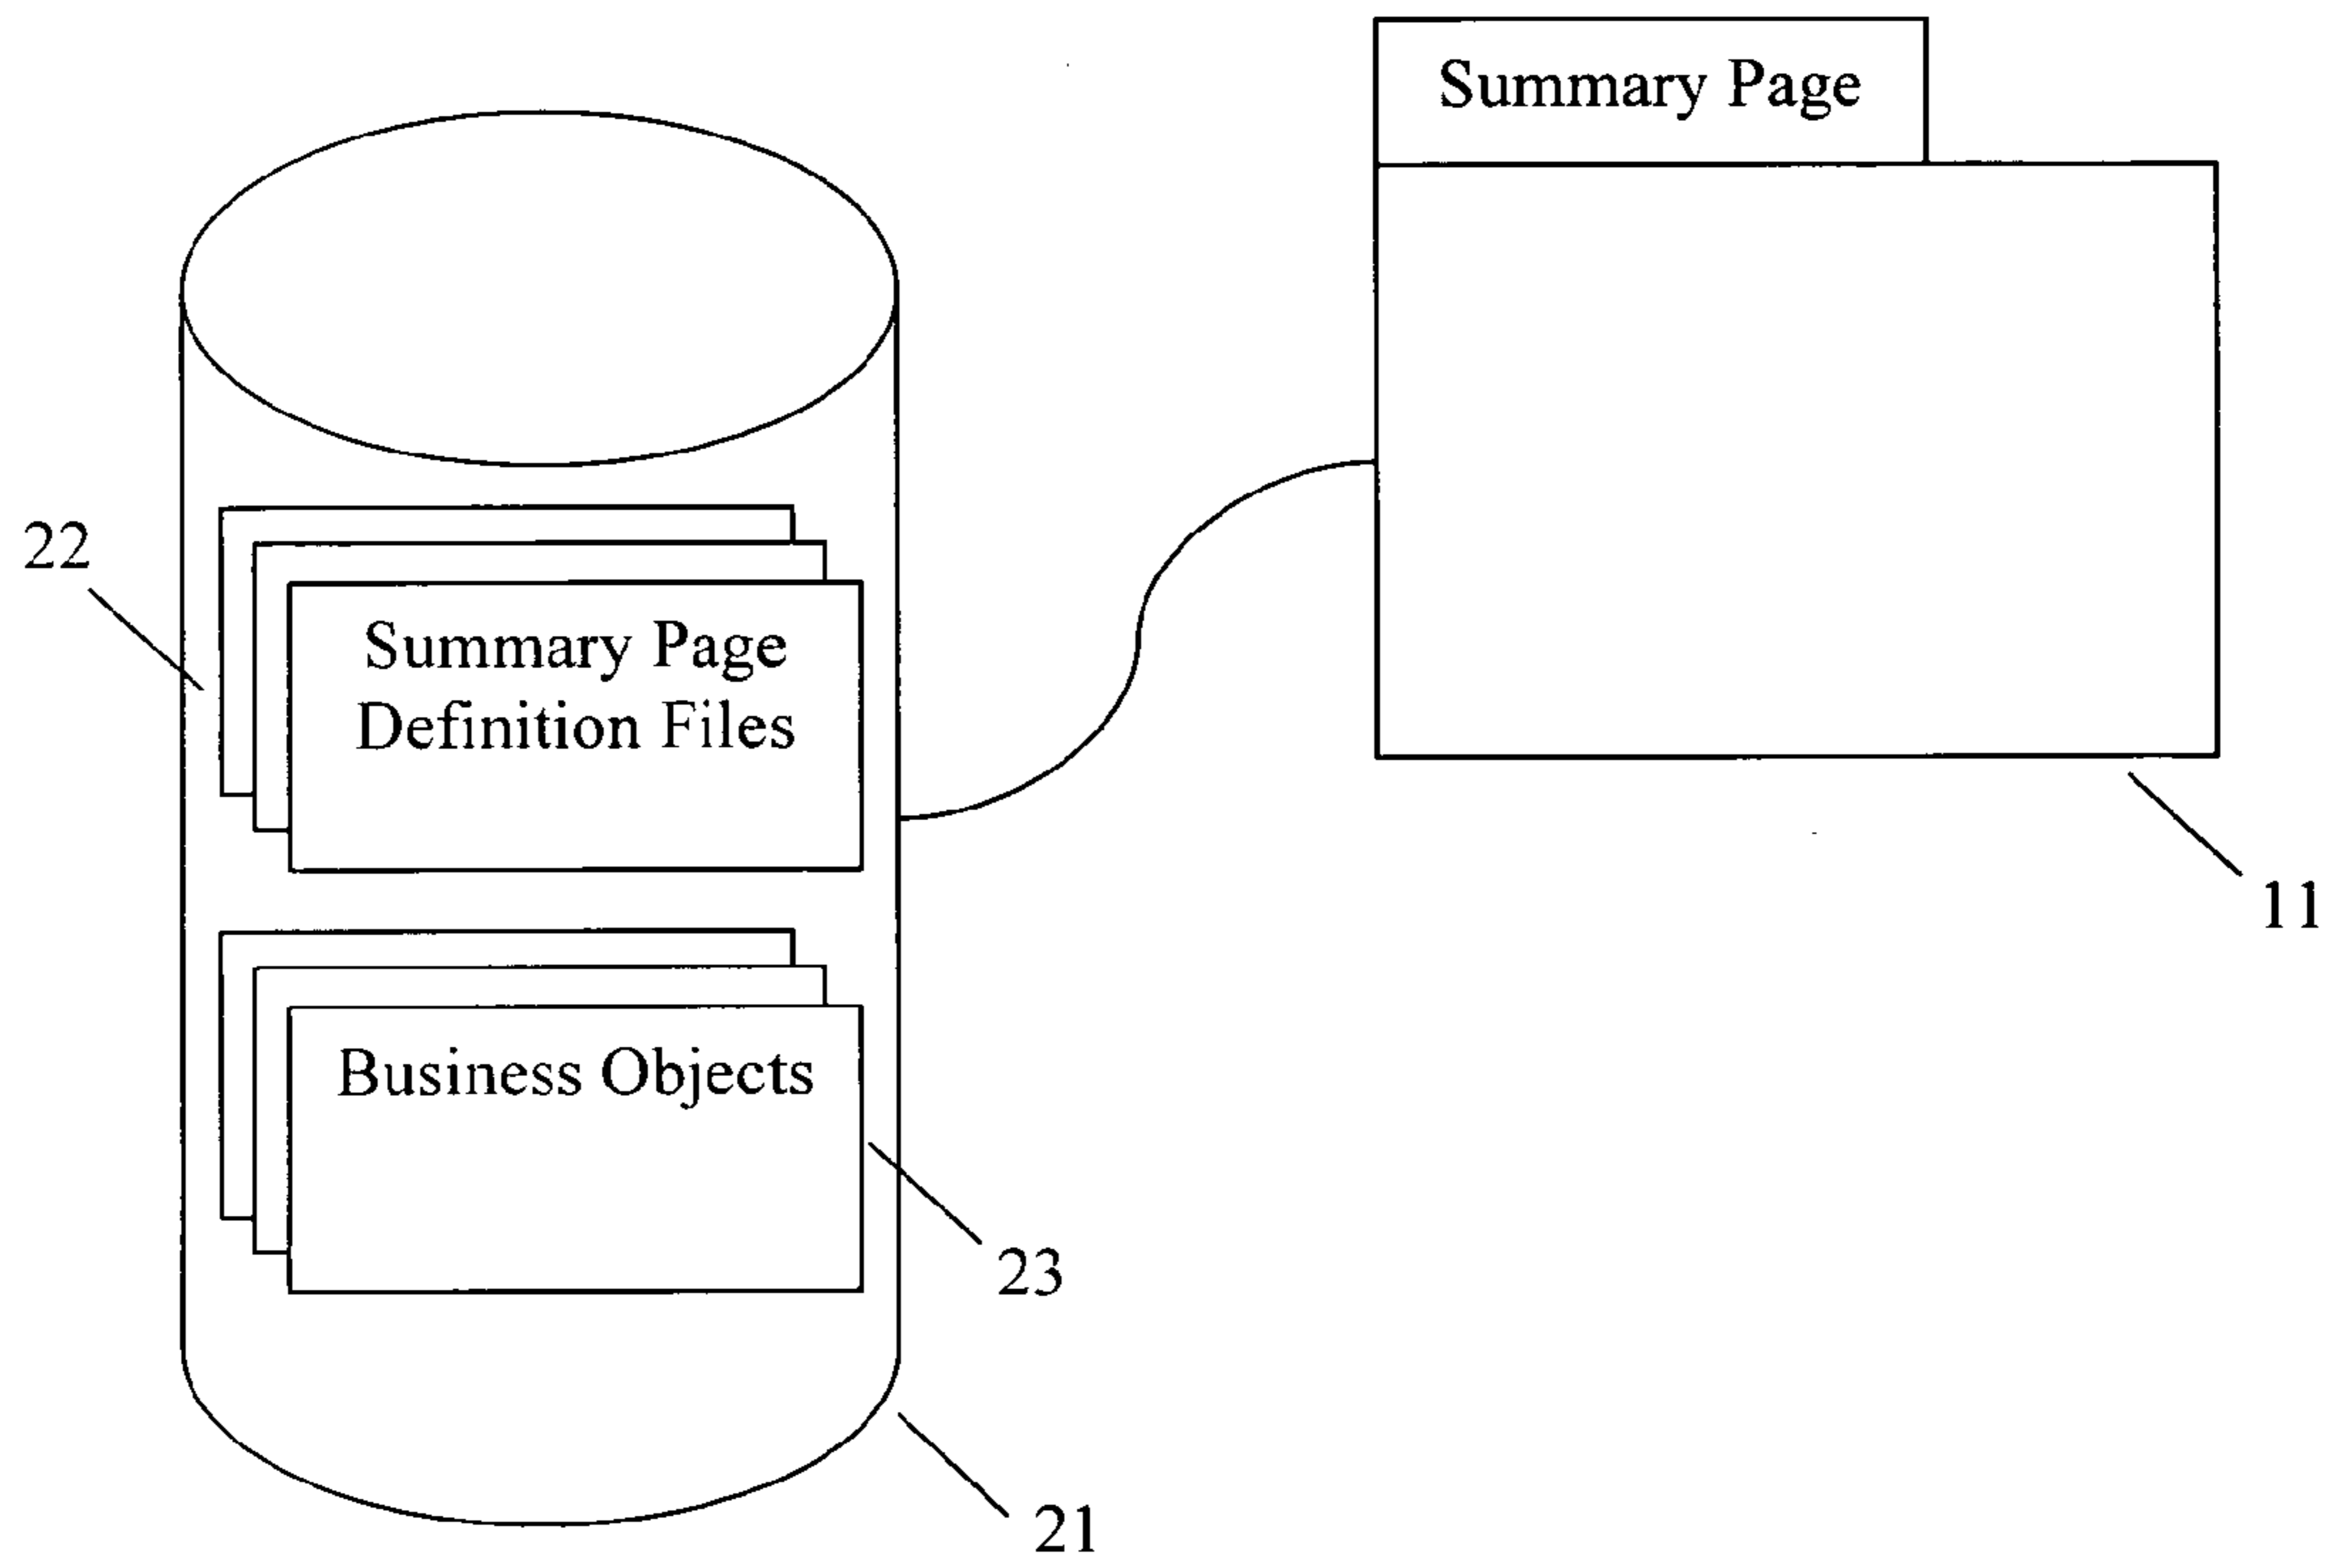 Summary Page
22
Summary Page
Definition Files
11
Business Objects
23
21